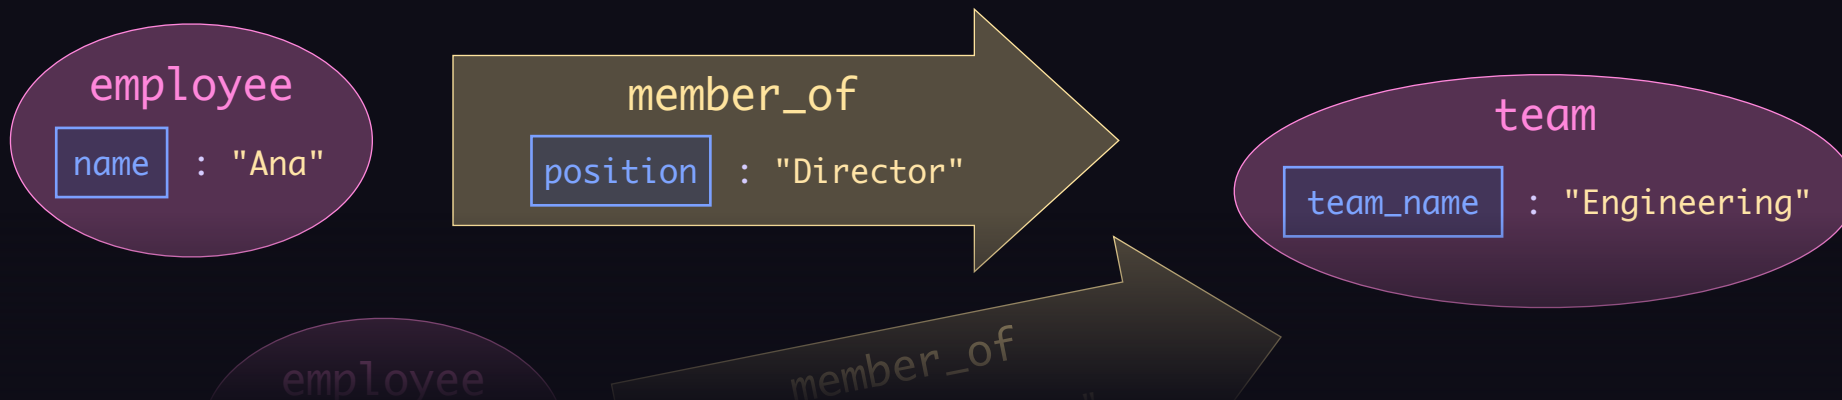 employee
name : "Ana"
member_of
position : "Director"
team
team_name : "Engineering"
employee
member_of